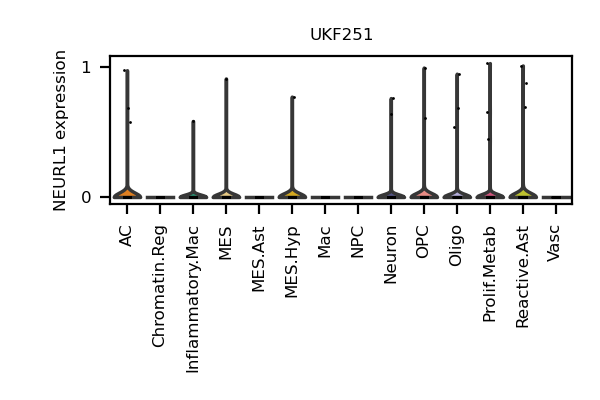 UKF251
NEURL1 expression
1
0
AC
Chromatin.Reg
Inflammatory.Mac
MES
MES.Ast
MES.Hyp
Mac
NPC
Neuron
OPC
Oligo
Prolif.Metab
Reactive.Ast
Vasc